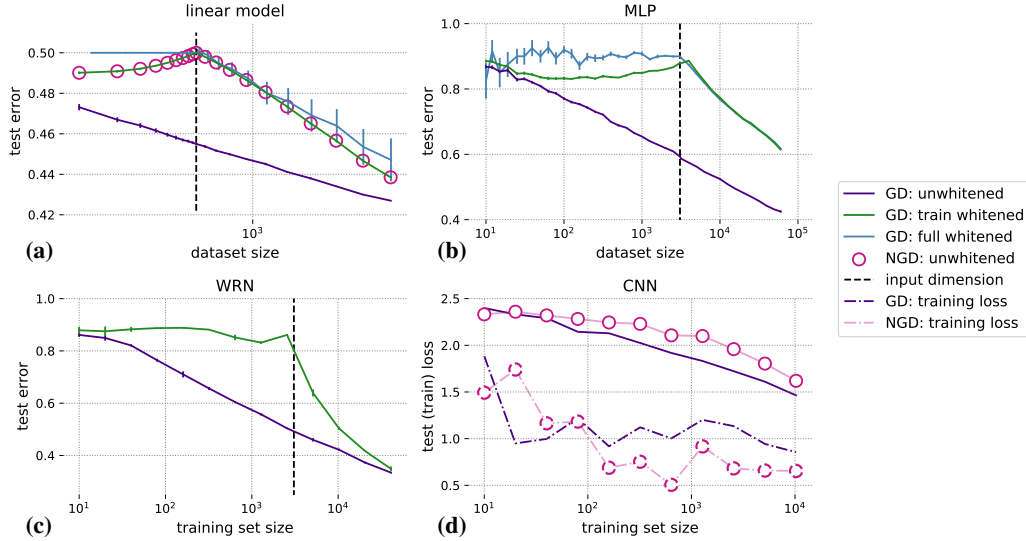 linear model
0.50
0.48
0.46
0.44
0.42
test error
10³
dataset size
(a)
MLP
1.0
0.8
0.6
0.4
test error
10¹ 10² 10³ 10⁴ 10⁵
dataset size
(b)
GD: unwhitened
GD: train whitened
GD: full whitened
NGD: unwhitened
input dimension
GD: training loss
NGD: training loss
WRN
1.0
0.8
0.6
0.4
test error
10¹ 10² 10³ 10⁴
training set size
(c)
CNN
2.5
2.0
1.5
1.0
0.5
test (train) loss
10¹ 10² 10³ 10⁴
training set size
(d)